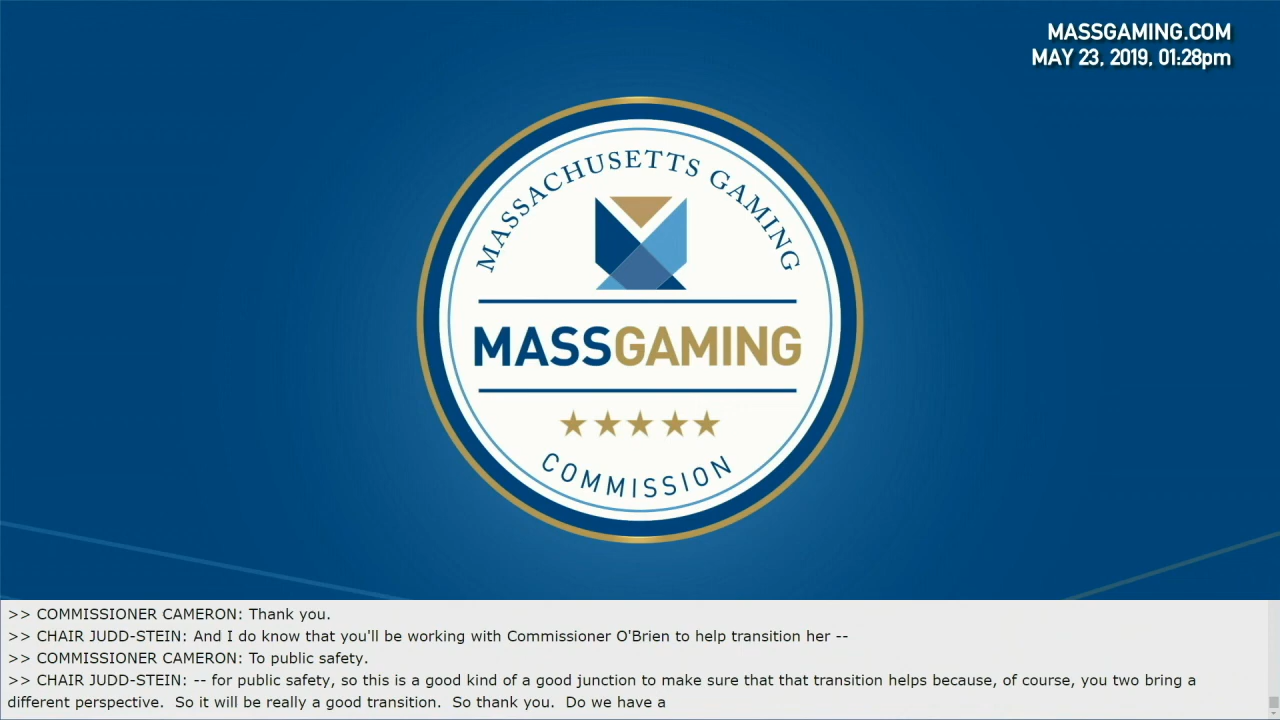 MASSGAMING.COM
MAY 23, 2019, 01:28pm
MASSACHUSETTS GAMING
MASSGAMING
COMMISSION
>> COMMISSIONER CAMERON: Thank you.
>> CHAIR JUDD-STEIN: And I do know that you'll be working with Commissioner O'Brien to help transition her --
>> COMMISSIONER CAMERON: To public safety.
>> CHAIR JUDD-STEIN: -- for public safety, so this is a good kind of a good junction to make sure that that transition helps because, of course, you two bring a
different perspective.  So it will be really a good transition.  So thank you.  Do we have a